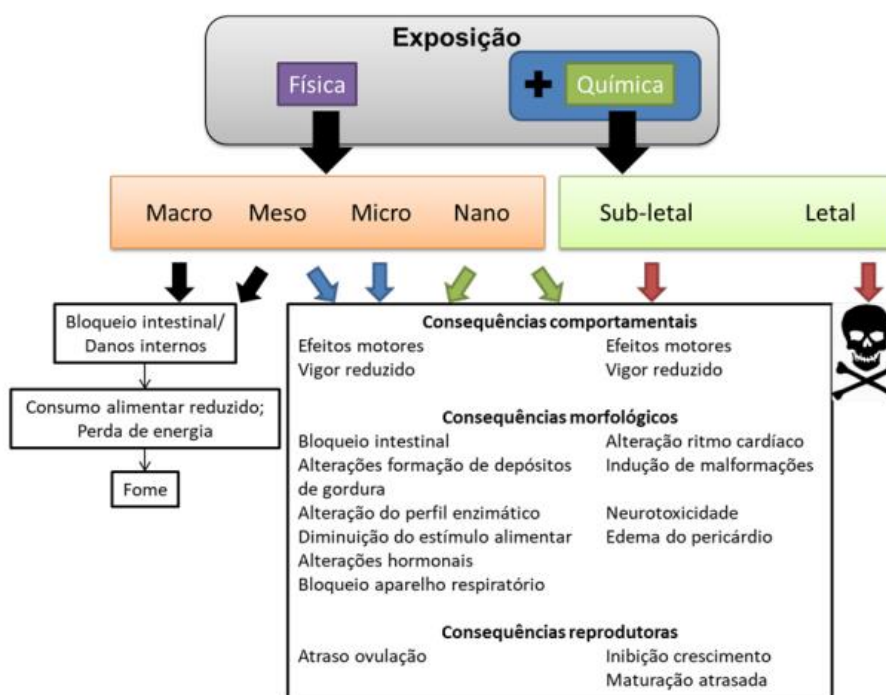 Exposição
Física
+ Química
Macro Meso Micro Nano
Sub-letal Letal
Bloqueio intestinal/
Danos internos
Consumo alimentar reduzido;
Perda de energia
Fome
Consequências comportamentais
Efeitos motores Efeitos motores
Vigor reduzido Vigor reduzido
Consequências morfológicos
Bloqueio intestinal Alteração ritmo cardíaco
Alterações formação de depósitos Indução de malformações
de gordura
Alteração do perfil enzimático Neurotoxicidade
Diminuição do estímulo alimentar Edema do pericárdio
Alterações hormonais
Bloqueio aparelho respiratório
Consequências reprodutoras
Atraso ovulação Inibição crescimento
Maturação atrasada